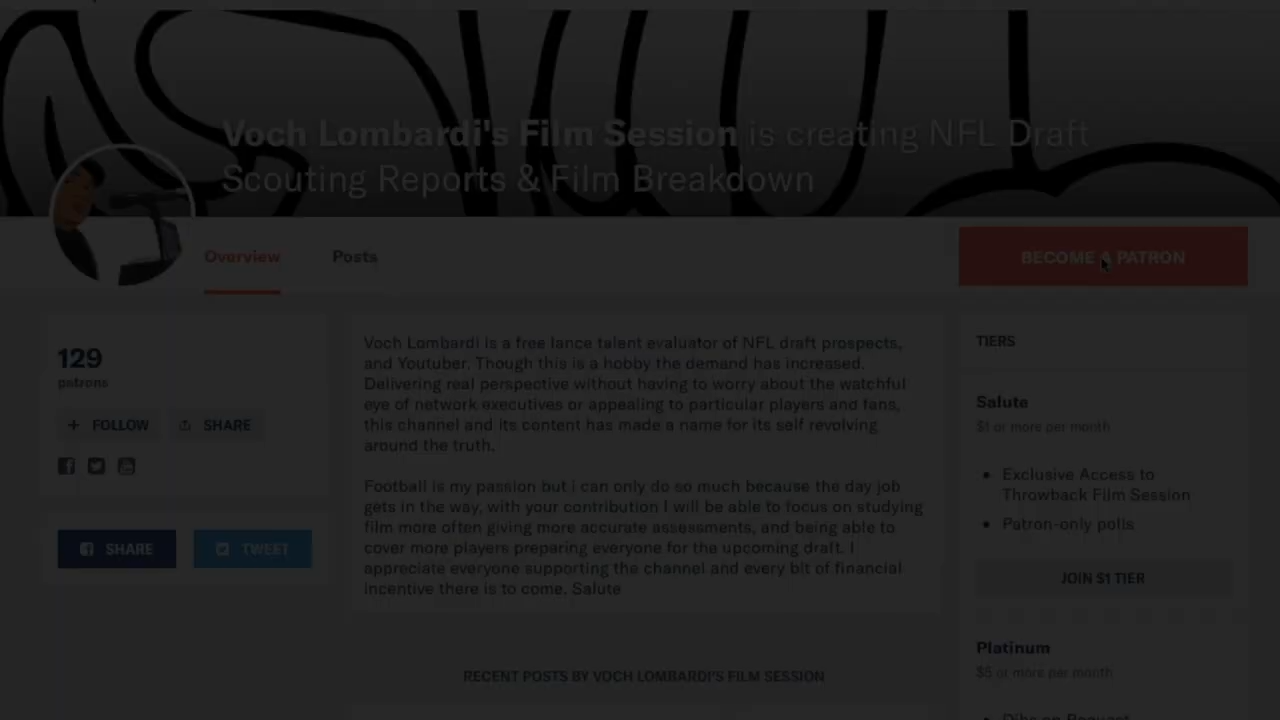 Voch Lombardi's Film Session is creating NFL Draft
Scouting Reports & Film Breakdown
Overview
Posts
BECOME A PATRON
129
patrons
FOLLOW
SHARE
SHARE
TWEET
Voch Lombardi is a free lance talent evaluator of NFL draft prospects,
and Youtuber. Though this is a hobby the demand has increased.
Delivering real perspective without having to worry about the watchful
eye of network executives or appealing to particular players and fans,
this channel and its content has made a name for its self revolving
around the truth.
Football is my passion but i can only do so much because the day job
gets in the way, with your contribution I will be able to focus on studying
film more often giving more accurate assessments, and being able to
cover more players preparing everyone for the upcoming draft. I
appreciate everyone supporting the channel and every bit of financial
incentive there is to come. Salute
RECENT POSTS BY VOCH LOMBARDI'S FILM SESSION
TIERS
Salute
$1 or more per month
• Exclusive Access to
Throwback Film Session
• Patron-only polls
JOIN $1 TIER
Platinum
$5 or more per month
Dibs on Request